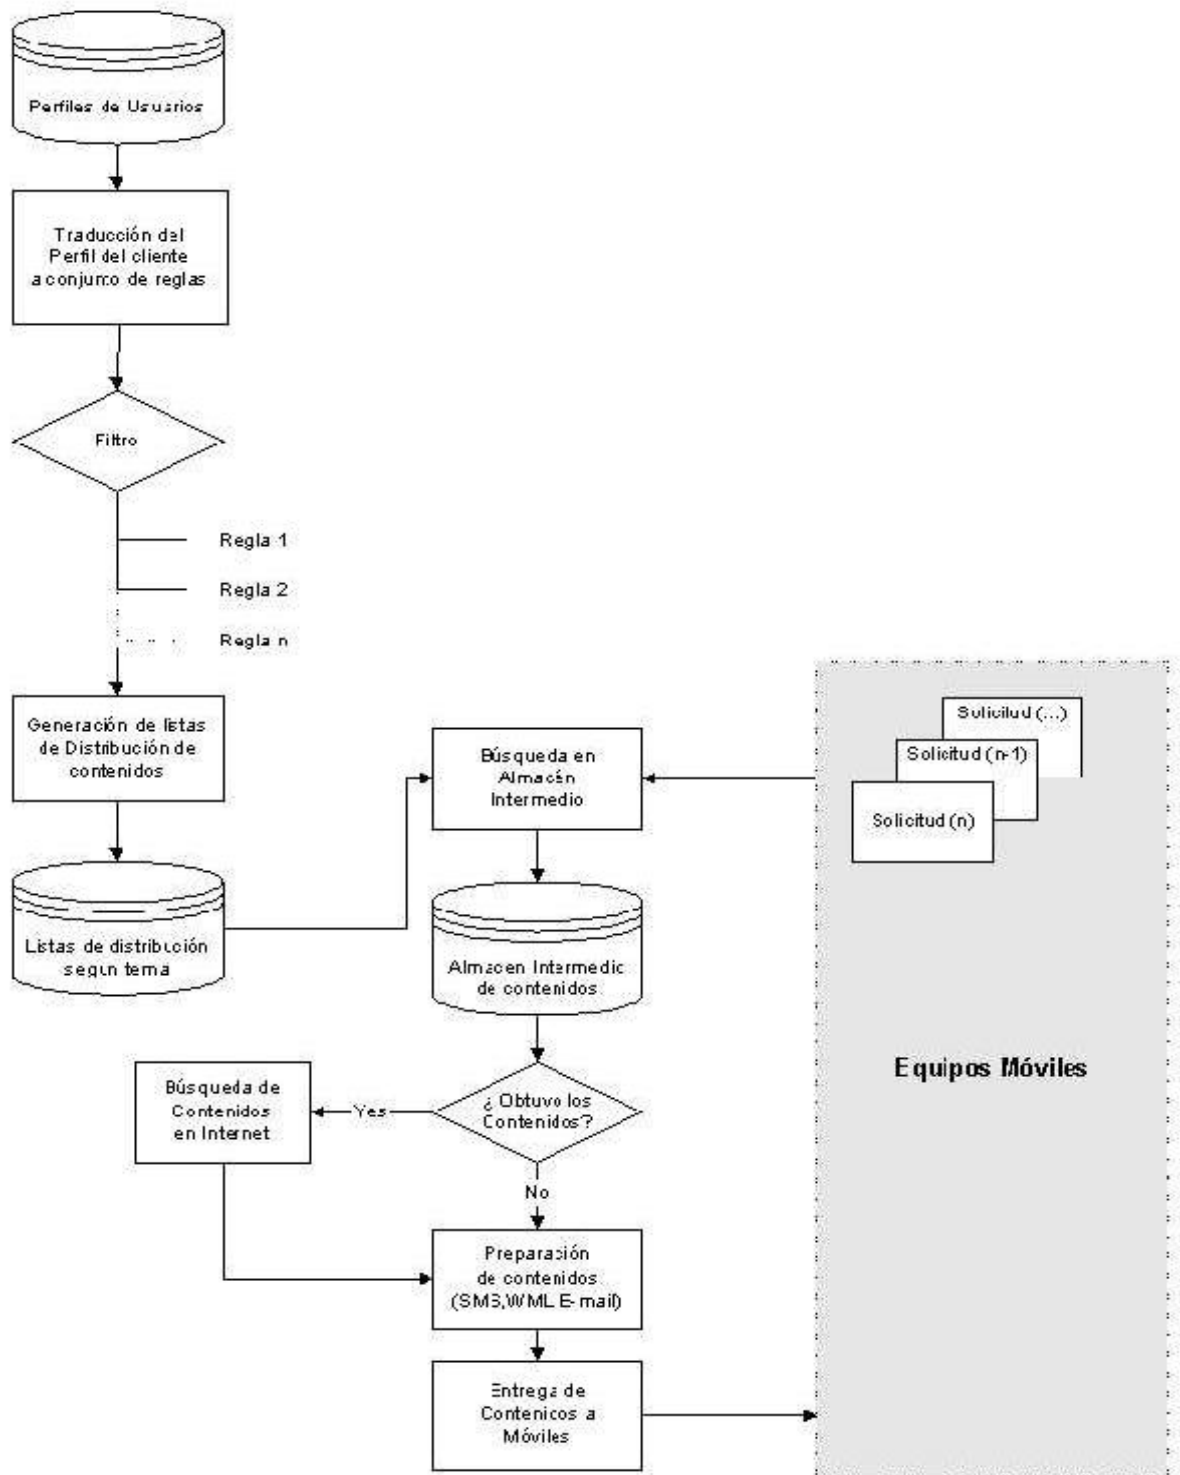 Perfiles de Usuarios
Traducción del
Perfil del cliente
a conjunto de reglas
Filtro
Regla 1
Regla 2
Regla n
Generación de listas
de Distribución de
contenidos
Listas de distribución
segun tema
Búsqueda en
Almacén
Intermedio
Almacen Intermedio
de contenidos
¿ Obtuvo los
Contenidos?
Yes
Búsqueda de
Contenidos
en Internet
No
Preparación
de contenidos
(SMS,WML E-mail)
Entrega de
Contenidos a
Móviles
Solicitud (...)
Solicitud (n-1)
Solicitud (n)
Equipos Móviles